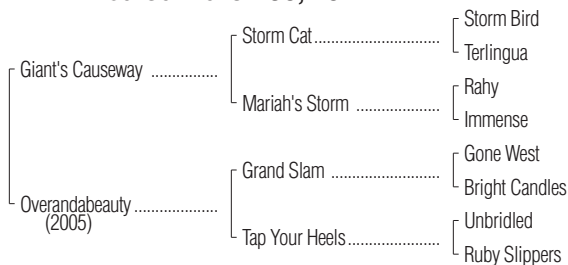 Storm Bird
Storm Cat
Terlingua
Giant's Causeway
Rahy
Mariah's Storm
Immense
Gone West
Grand Slam
Bright Candles
Overandabeauty
(2005)
Unbridled
Tap Your Heels
Ruby Slippers